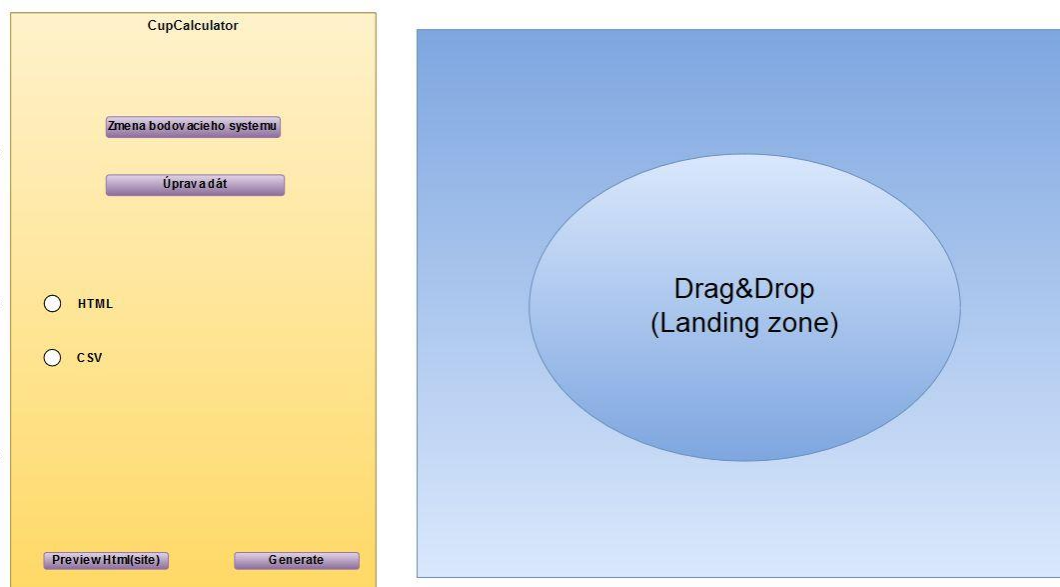 CupCalculator
Zmena bodovacieho systemu
Úprava dát
HTML
CSV
Preview Html(site)
Generate
Drag&Drop
(Landing zone)